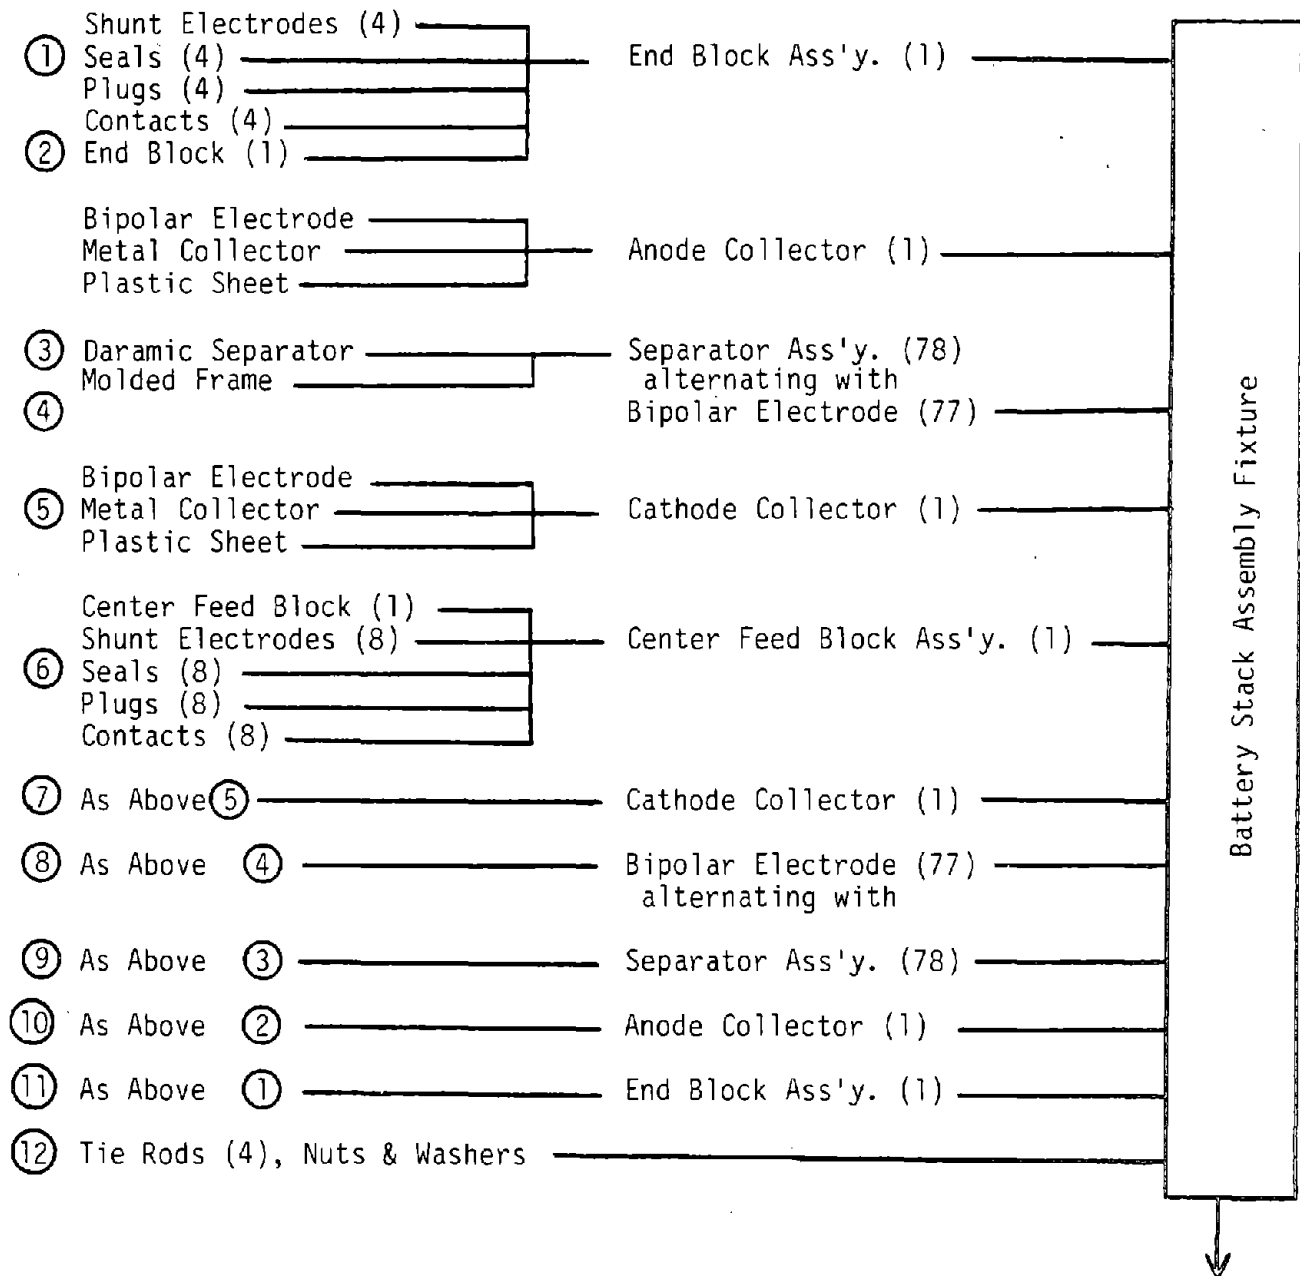 Shunt Electrodes (4)
① Seals (4) End Block Ass'y. (1)
Plugs (4)
Contacts (4)
② End Block (1)
Bipolar Electrode
Metal Collector Anode Collector (1)
Plastic Sheet
③ Daramic Separator Separator Ass'y. (78)
Molded Frame alternating with
④ Bipolar Electrode (77)
Bipolar Electrode
⑤ Metal Collector Cathode Collector (1)
Plastic Sheet
Center Feed Block (1)
Shunt Electrodes (8) Center Feed Block Ass'y. (1)
⑥ Seals (8)
Plugs (8)
Contacts (8)
⑦ As Above ⑤ Cathode Collector (1)
⑧ As Above ④ Bipolar Electrode (77)
alternating with
⑨ As Above ③ Separator Ass'y. (78)
⑩ As Above ② Anode Collector (1)
⑪ As Above ① End Block Ass'y. (1)
⑫ Tie Rods (4), Nuts & Washers
Battery Stack Assembly Fixture